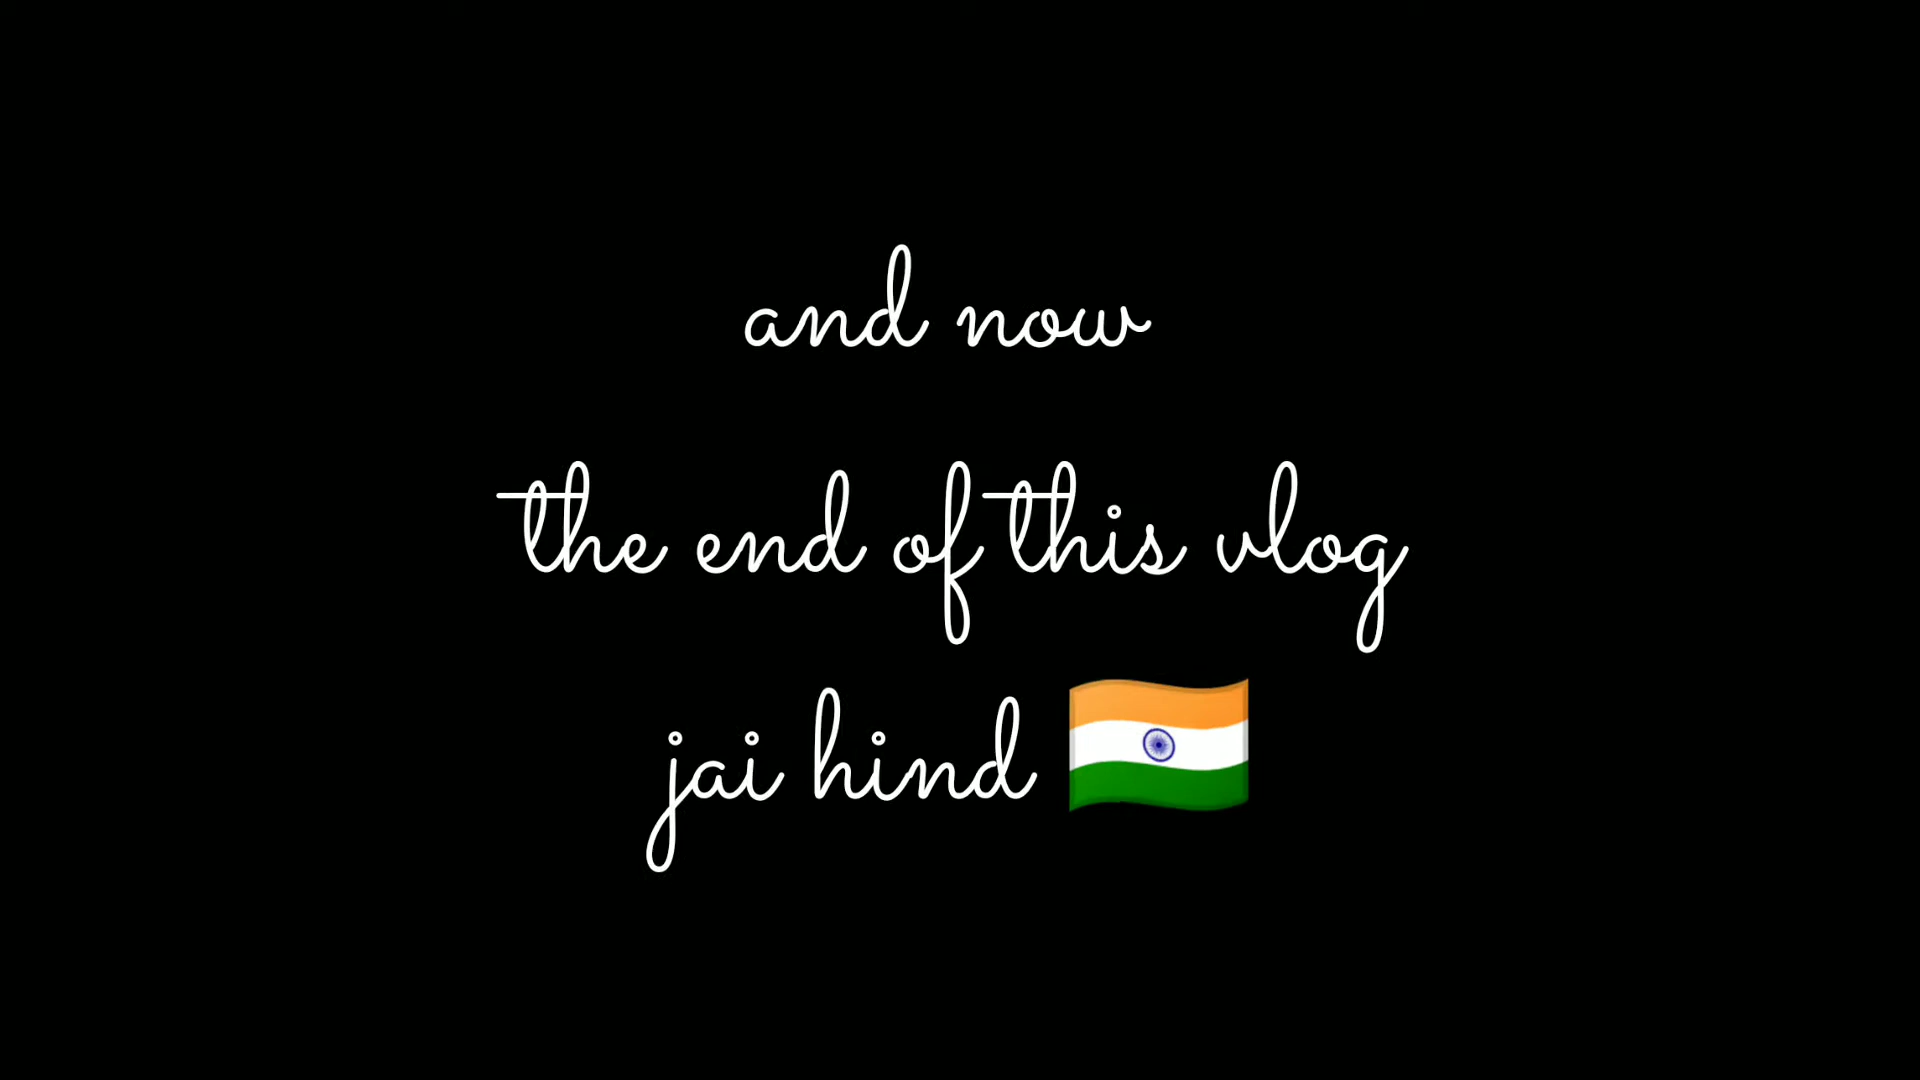 and now
the end of this vlog
jai hind 🇮🇳